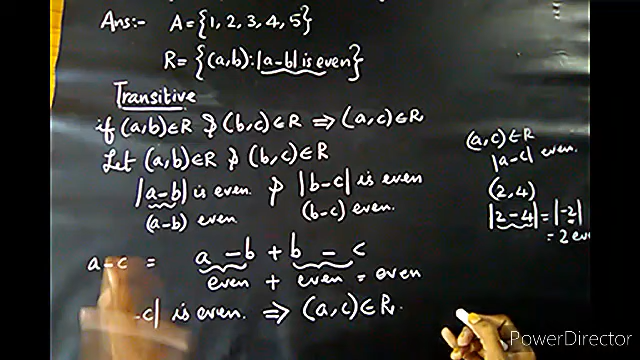 Ans:- A = {1, 2, 3, 4, 5}
R = {(a,b): |a-b| is even}
Transitive
if (a,b)∈R & (b,c)∈R ⇒ (a,c)∈R
Let (a,b)∈R & (b,c)∈R
|a-b| is even & |b-c| is even
(a-b) even (b-c) even.
a-c = a-b + b-c
even + even = even
-c| is even. ⇒ (a,c)∈R.
(a,c)∈R
|a-c| even.
(2,4)
|2-4| = |-2|
= 2 eve
PowerDirector